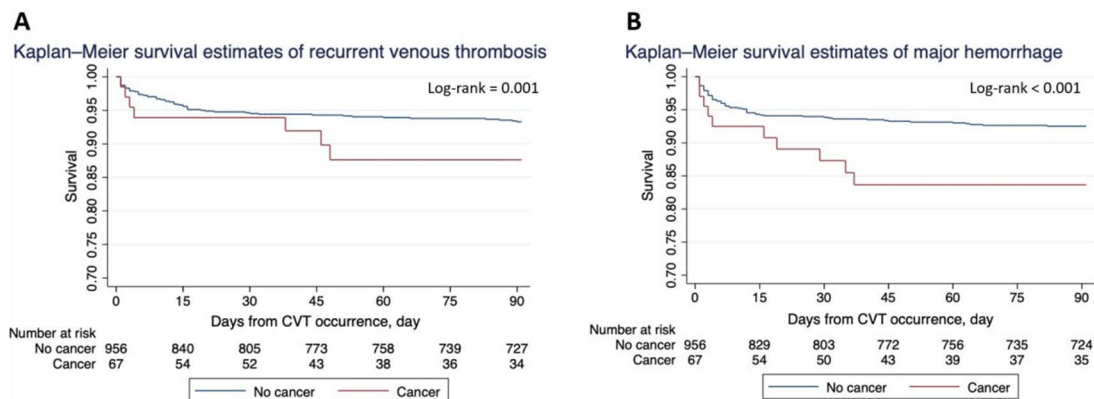 A
Kaplan–Meier survival estimates of recurrent venous thrombosis
Log-rank = 0.001
Survival
1.00
0.95
0.90
0.85
0.80
0.75
0.70
0 15 30 45 60 75 90
Days from CVT occurrence, day
Number at risk
No cancer 956 840 805 773 758 739 727
Cancer 67 54 52 43 38 36 34
No cancer Cancer
B
Kaplan–Meier survival estimates of major hemorrhage
Log-rank < 0.001
Survival
1.00
0.95
0.90
0.85
0.80
0.75
0.70
0 15 30 45 60 75 90
Days from CVT occurrence, day
Number at risk
No cancer 956 829 803 772 756 735 724
Cancer 67 54 50 43 39 37 35
No cancer Cancer